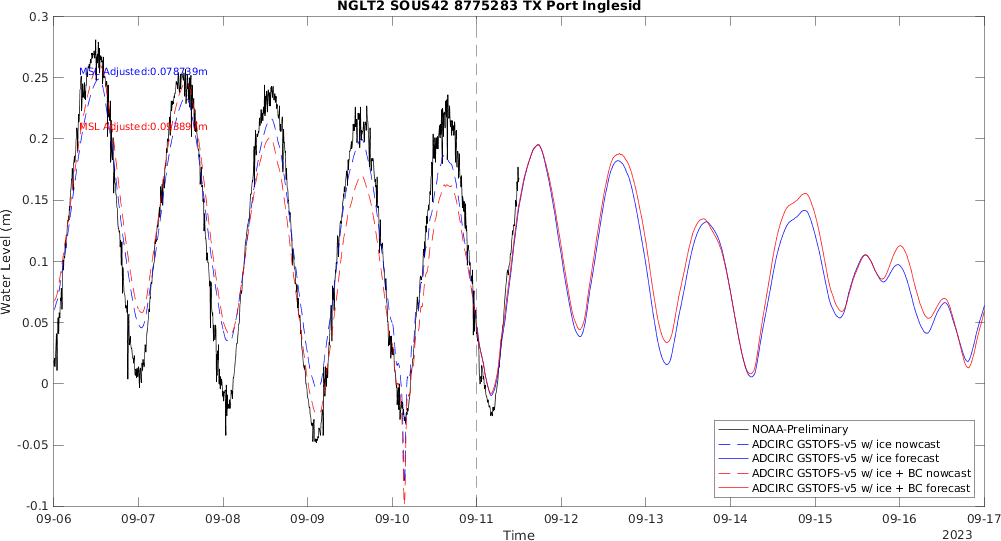 NGLT2 SOUS42 8775283 TX Port Inglesid
0.3
0.25
0.2
0.15
0.1
0.05
0
-0.05
-0.1
Water Level (m)
MSL Adjusted:0.078739m
MSL Adjusted:
NOAA-Preliminary
ADCIRC GSTOFS-v5 w/ ice nowcast
ADCIRC GSTOFS-v5 w/ ice forecast
ADCIRC GSTOFS-v5 w/ ice + BC nowcast
ADCIRC GSTOFS-v5 w/ ice + BC forecast
09-06 09-07 09-08 09-09 09-10 09-11 09-12 09-13 09-14 09-15 09-16 09-17
Time
2023